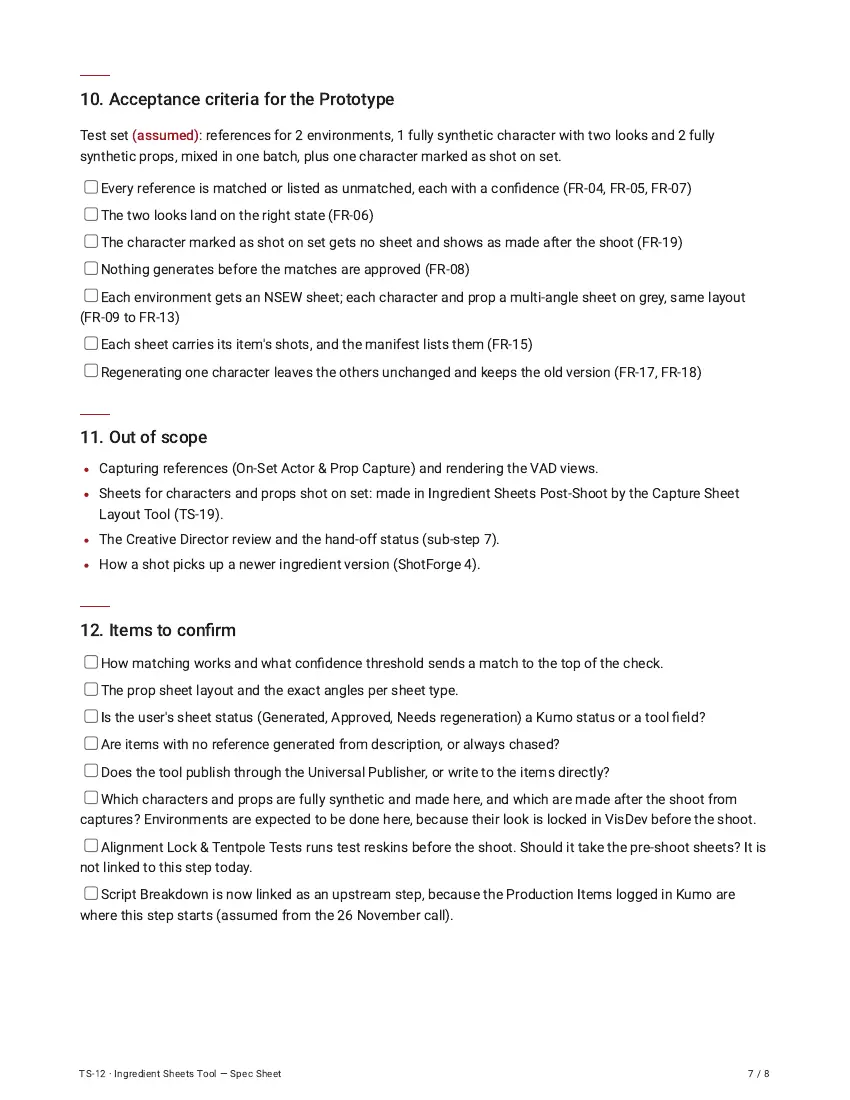 10. Acceptance criteria for the Prototype
Test set (assumed): references for 2 environments, 1 fully synthetic character with two looks and 2 fully
synthetic props, mixed in one batch, plus one character marked as shot on set.
Every reference is matched or listed as unmatched, each with a confidence (FR-04, FR-05, FR-07)
The two looks land on the right state (FR-06)
The character marked as shot on set gets no sheet and shows as made after the shoot (FR-19)
Nothing generates before the matches are approved (FR-08)
Each environment gets an NSEW sheet; each character and prop a multi-angle sheet on grey, same layout
(FR-09 to FR-13)
Each sheet carries its item's shots, and the manifest lists them (FR-15)
Regenerating one character leaves the others unchanged and keeps the old version (FR-17, FR-18)
11. Out of scope
• Capturing references (On-Set Actor & Prop Capture) and rendering the VAD views.
• Sheets for characters and props shot on set: made in Ingredient Sheets Post-Shoot by the Capture Sheet
Layout Tool (TS-19).
• The Creative Director review and the hand-off status (sub-step 7).
• How a shot picks up a newer ingredient version (ShotForge 4).
12. Items to confirm
How matching works and what confidence threshold sends a match to the top of the check.
The prop sheet layout and the exact angles per sheet type.
Is the user's sheet status (Generated, Approved, Needs regeneration) a Kumo status or a tool field?
Are items with no reference generated from description, or always chased?
Does the tool publish through the Universal Publisher, or write to the items directly?
Which characters and props are fully synthetic and made here, and which are made after the shoot from
captures? Environments are expected to be done here, because their look is locked in VisDev before the shoot.
Alignment Lock & Tentpole Tests runs test reskins before the shoot. Should it take the pre-shoot sheets? It is
not linked to this step today.
Script Breakdown is now linked as an upstream step, because the Production Items logged in Kumo are
where this step starts (assumed from the 26 November call).
TS-12 · Ingredient Sheets Tool — Spec Sheet
7 / 8